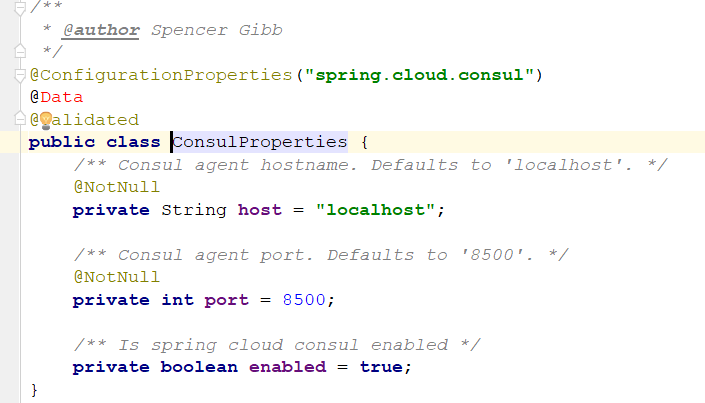 /**
 * @author Spencer Gibb
 */
@ConfigurationProperties("spring.cloud.consul")
@Data
@Validated
public class ConsulProperties {
    /** Consul agent hostname. Defaults to 'localhost'. */
    @NotNull
    private String host = "localhost";

    /** Consul agent port. Defaults to '8500'. */
    @NotNull
    private int port = 8500;

    /** Is spring cloud consul enabled */
    private boolean enabled = true;
}